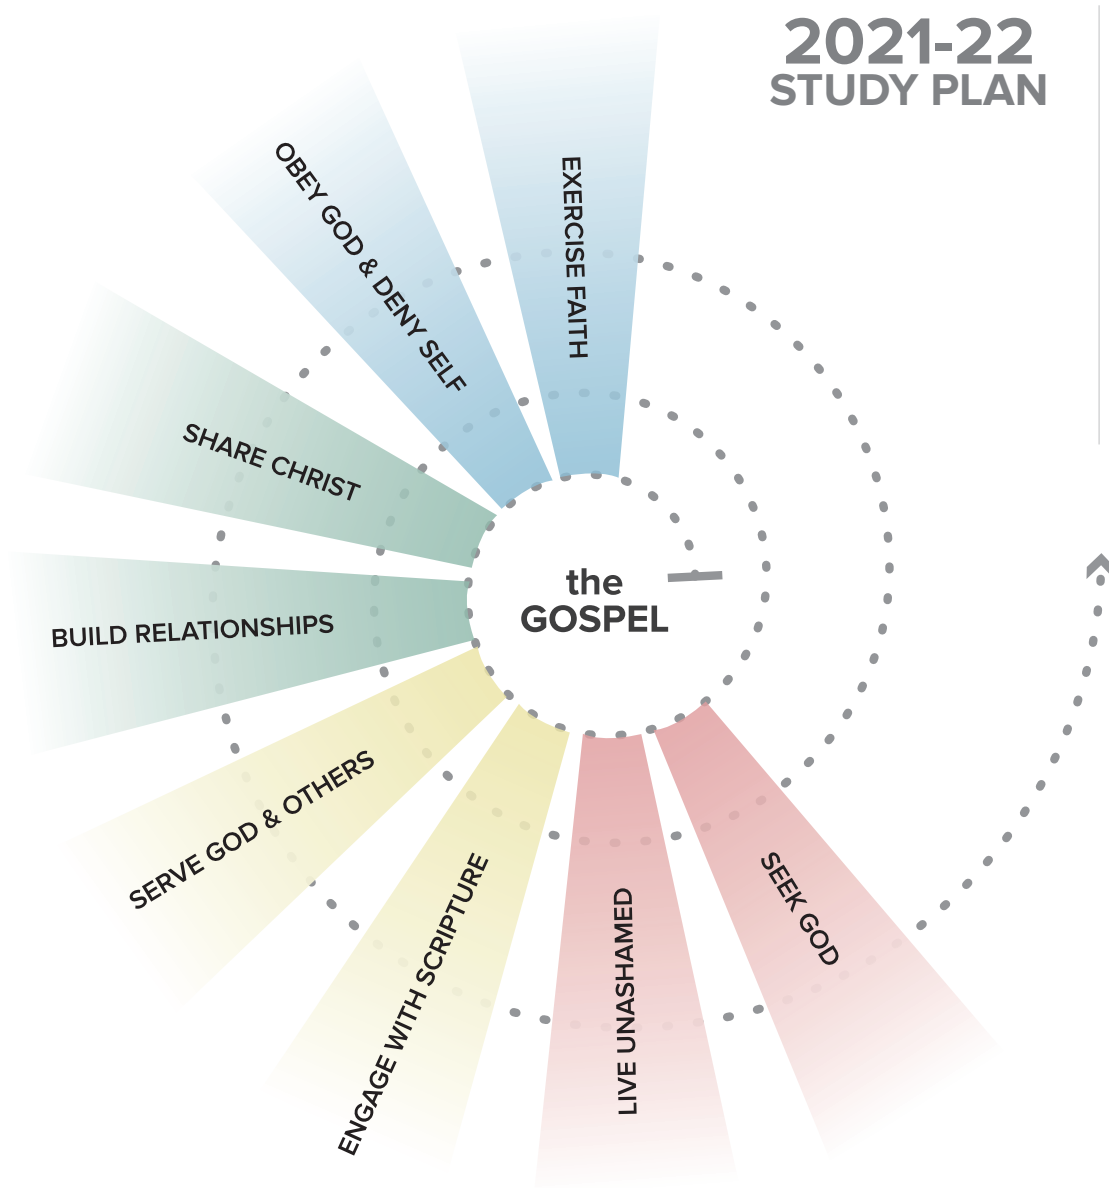 2021-22
STUDY PLAN
EXERCISE FAITH
OBEY GOD & DENY SELF
SHARE CHRIST
BUILD RELATIONSHIPS
SERVE GOD & OTHERS
ENGAGE WITH SCRIPTURE
LIVE UNASHAMED
SEEK GOD
the
GOSPEL